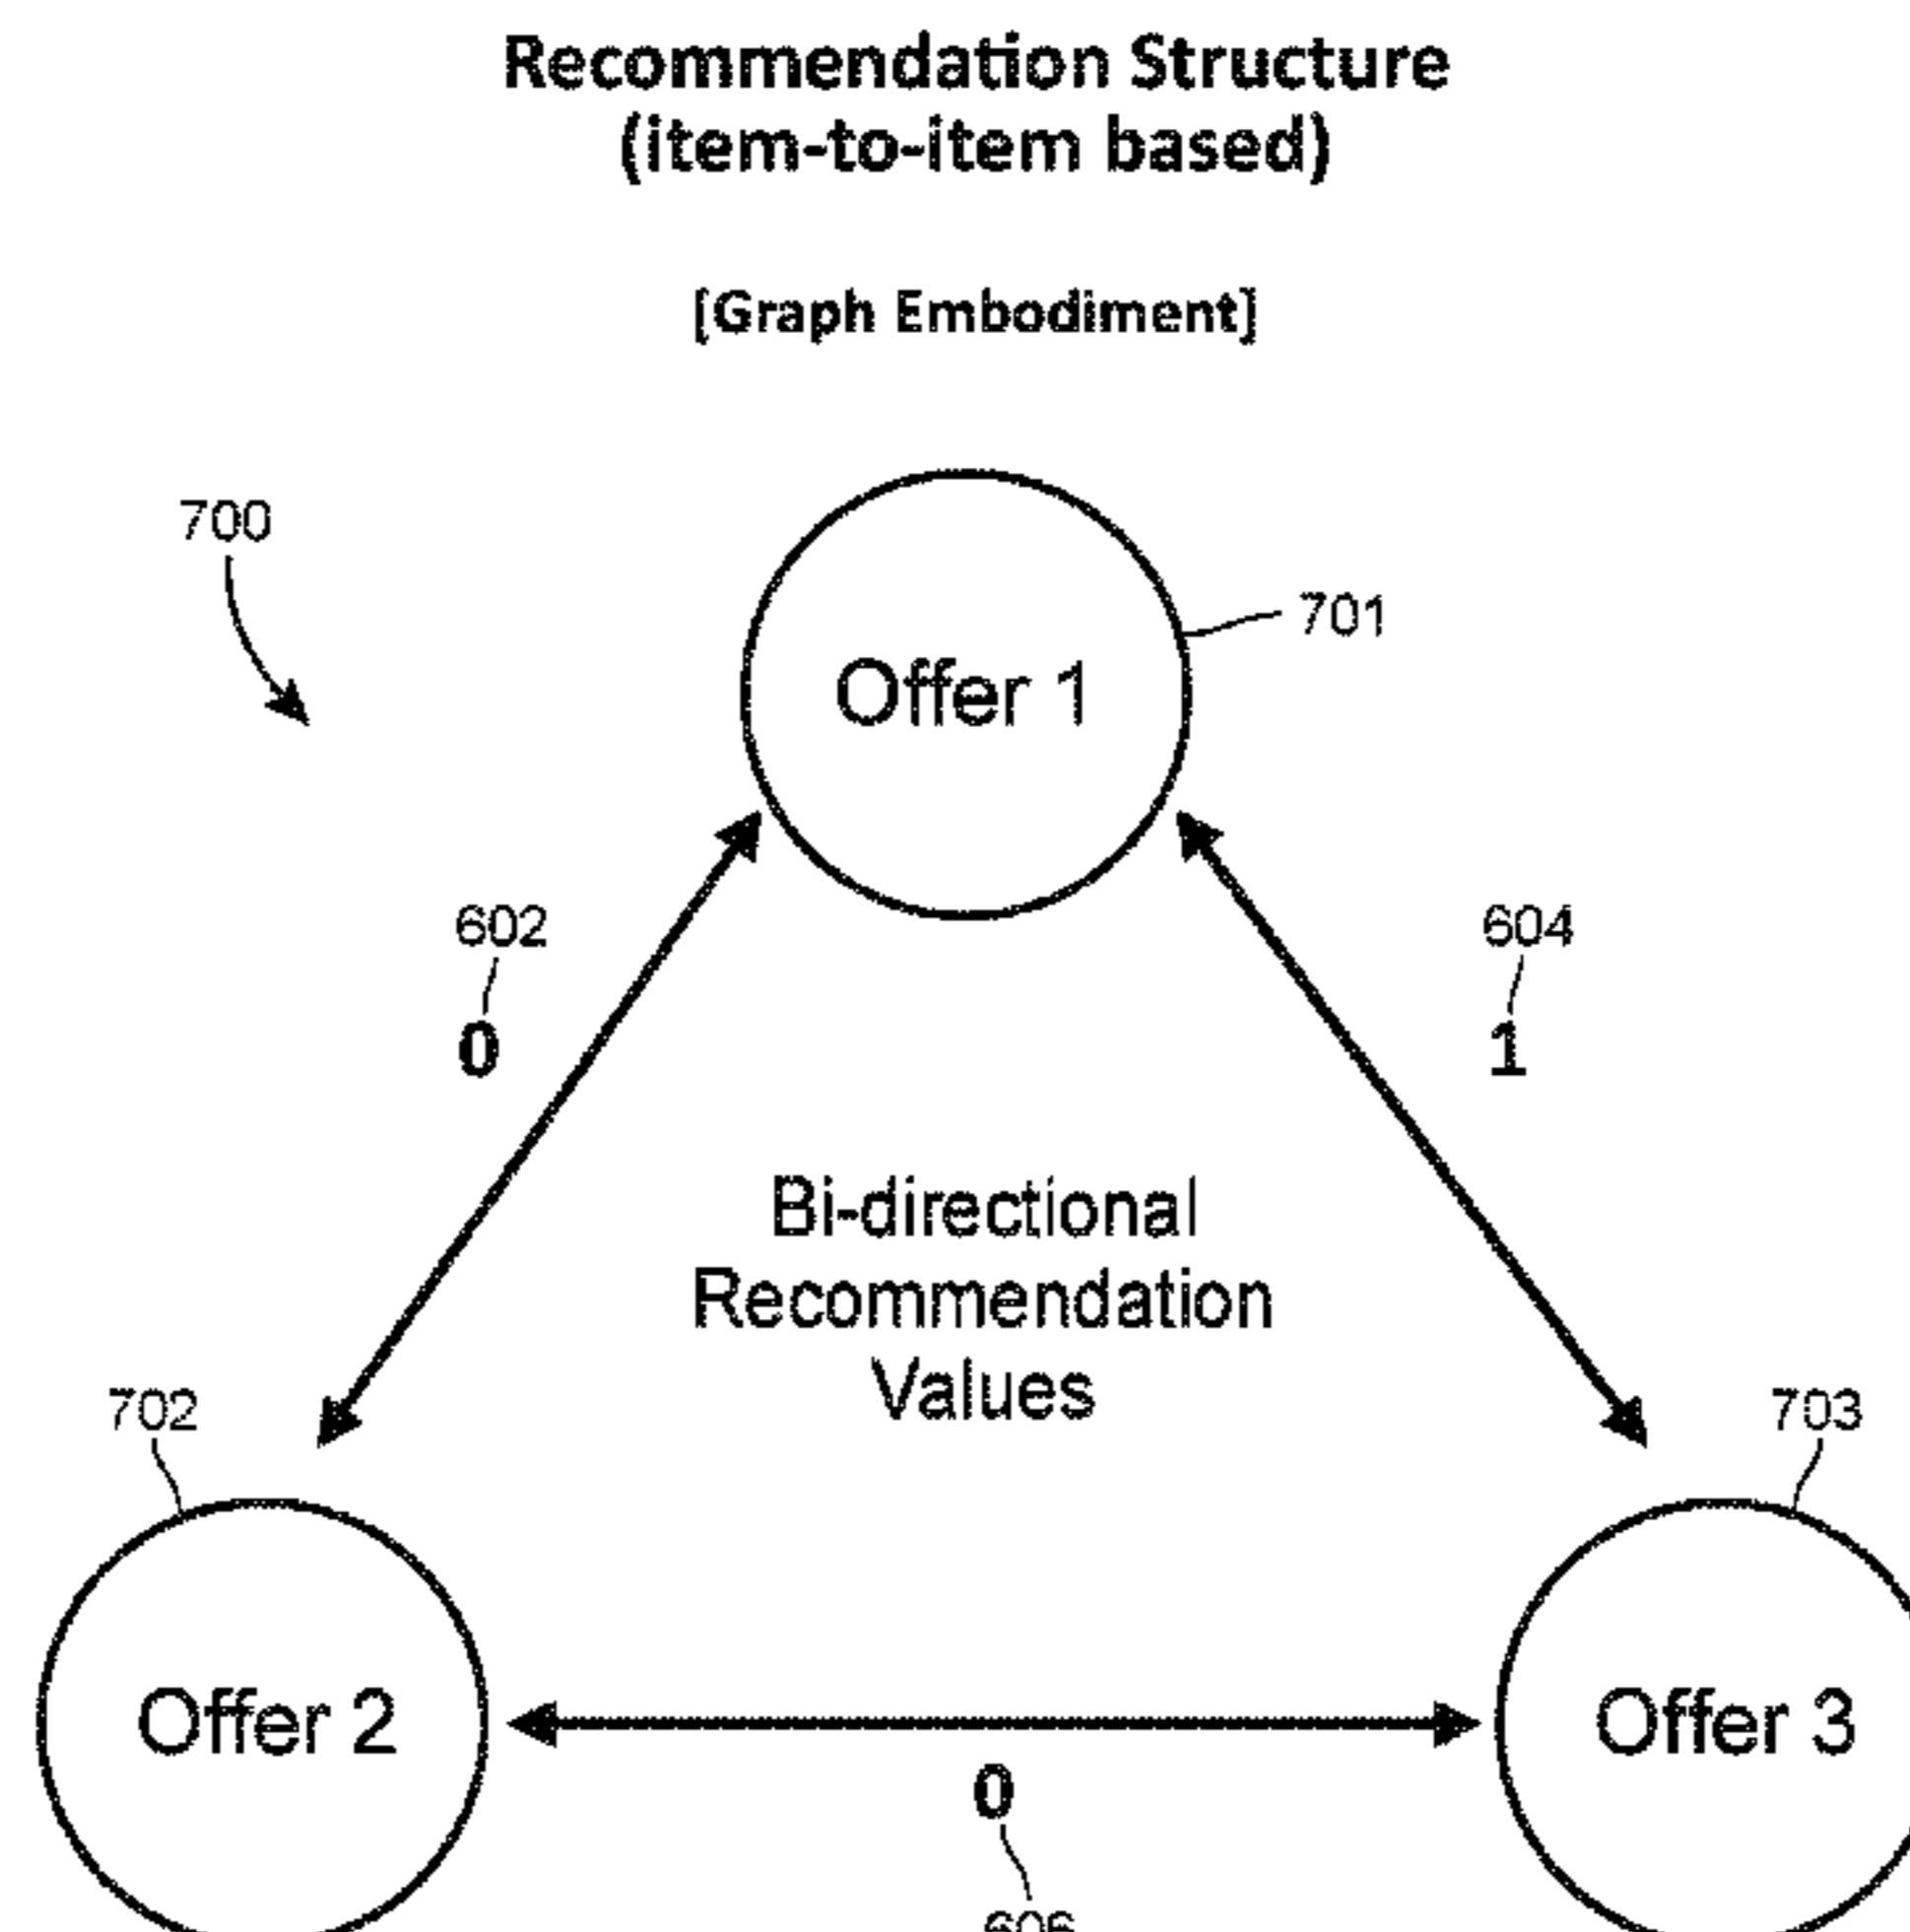 Recommendation Structure
(item-to-item based)
[Graph Embodiment]
700
701
Offer 1
602
604
0
1
Bi-directional
Recommendation
Values
702
703
Offer 2
Offer 3
0